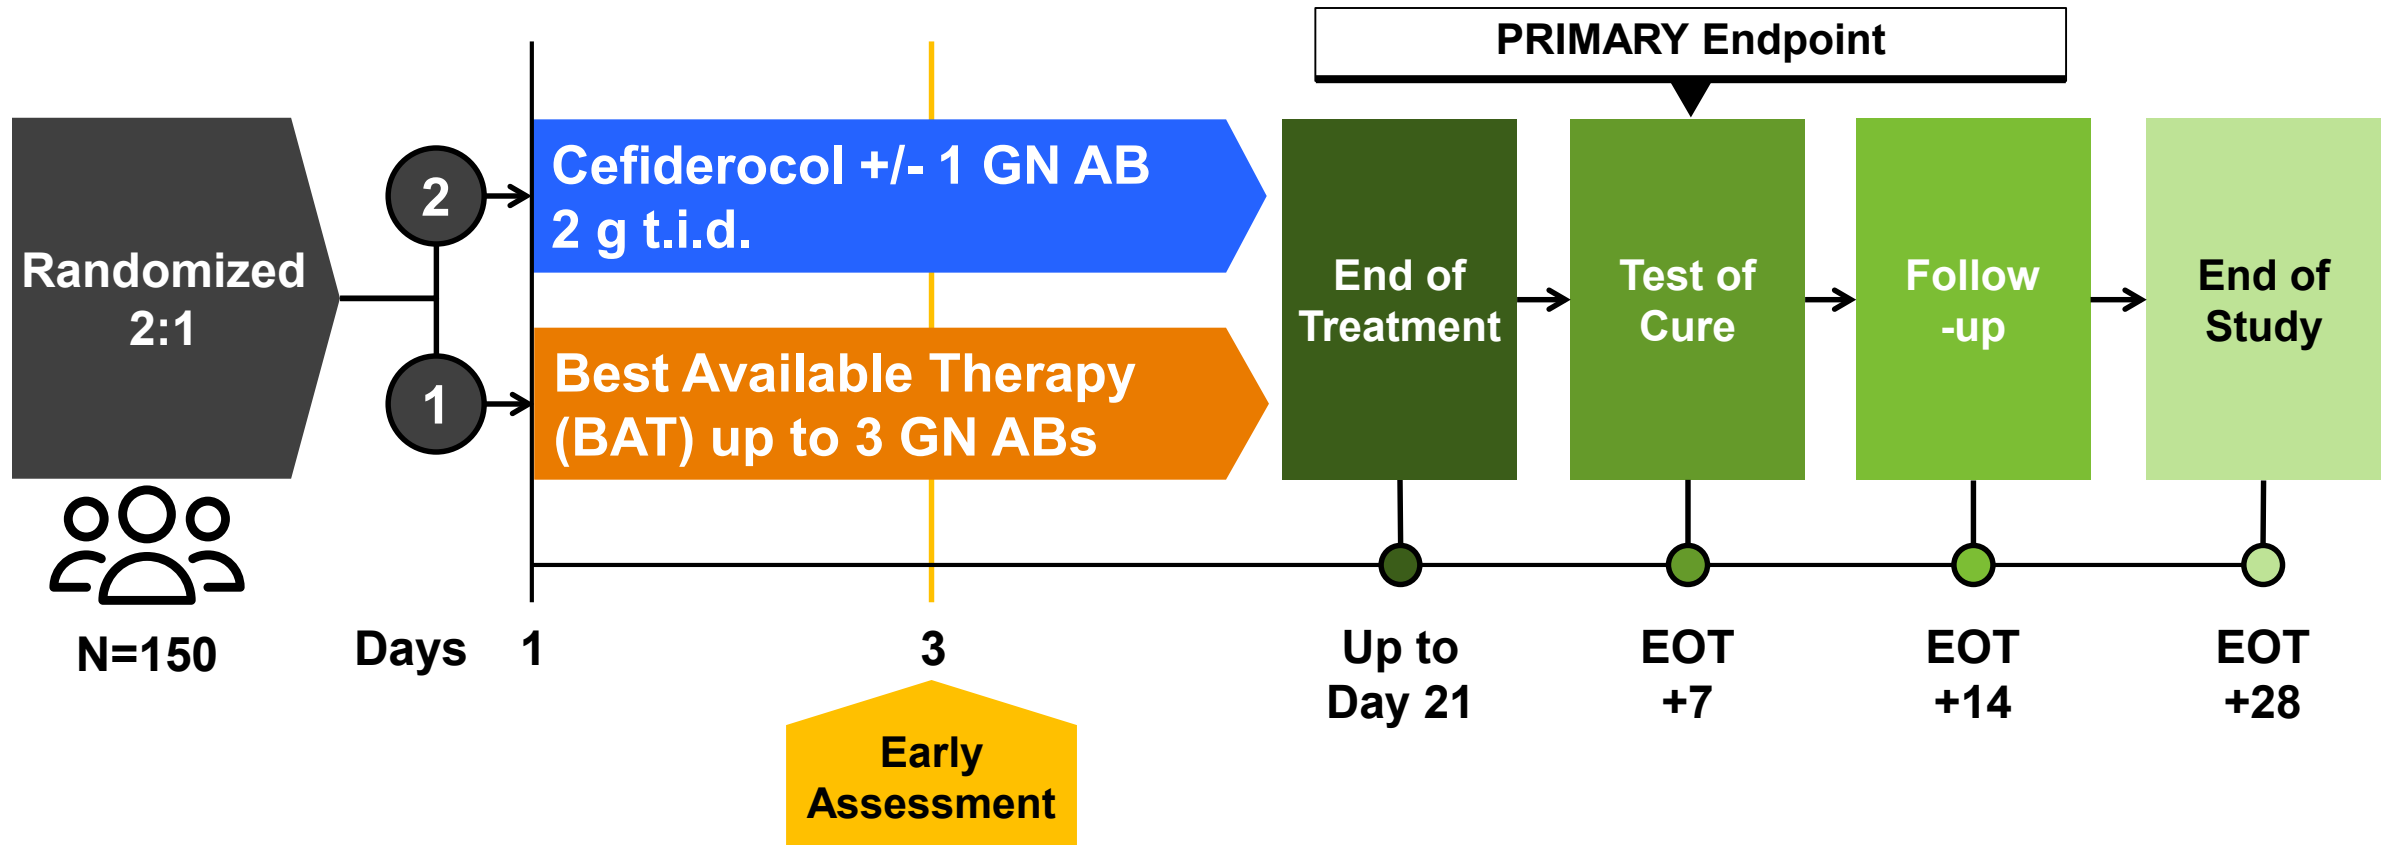 PRIMARY Endpoint
Randomized
2:1
2
1
Cefiderocol +/- 1 GN AB
2 g t.i.d.
Best Available Therapy
(BAT) up to 3 GN ABs
End of
Treatment
Test of
Cure
Follow
-up
End of
Study
N=150
Days
1
3
Up to
Day 21
EOT
+7
EOT
+14
EOT
+28
Early
Assessment